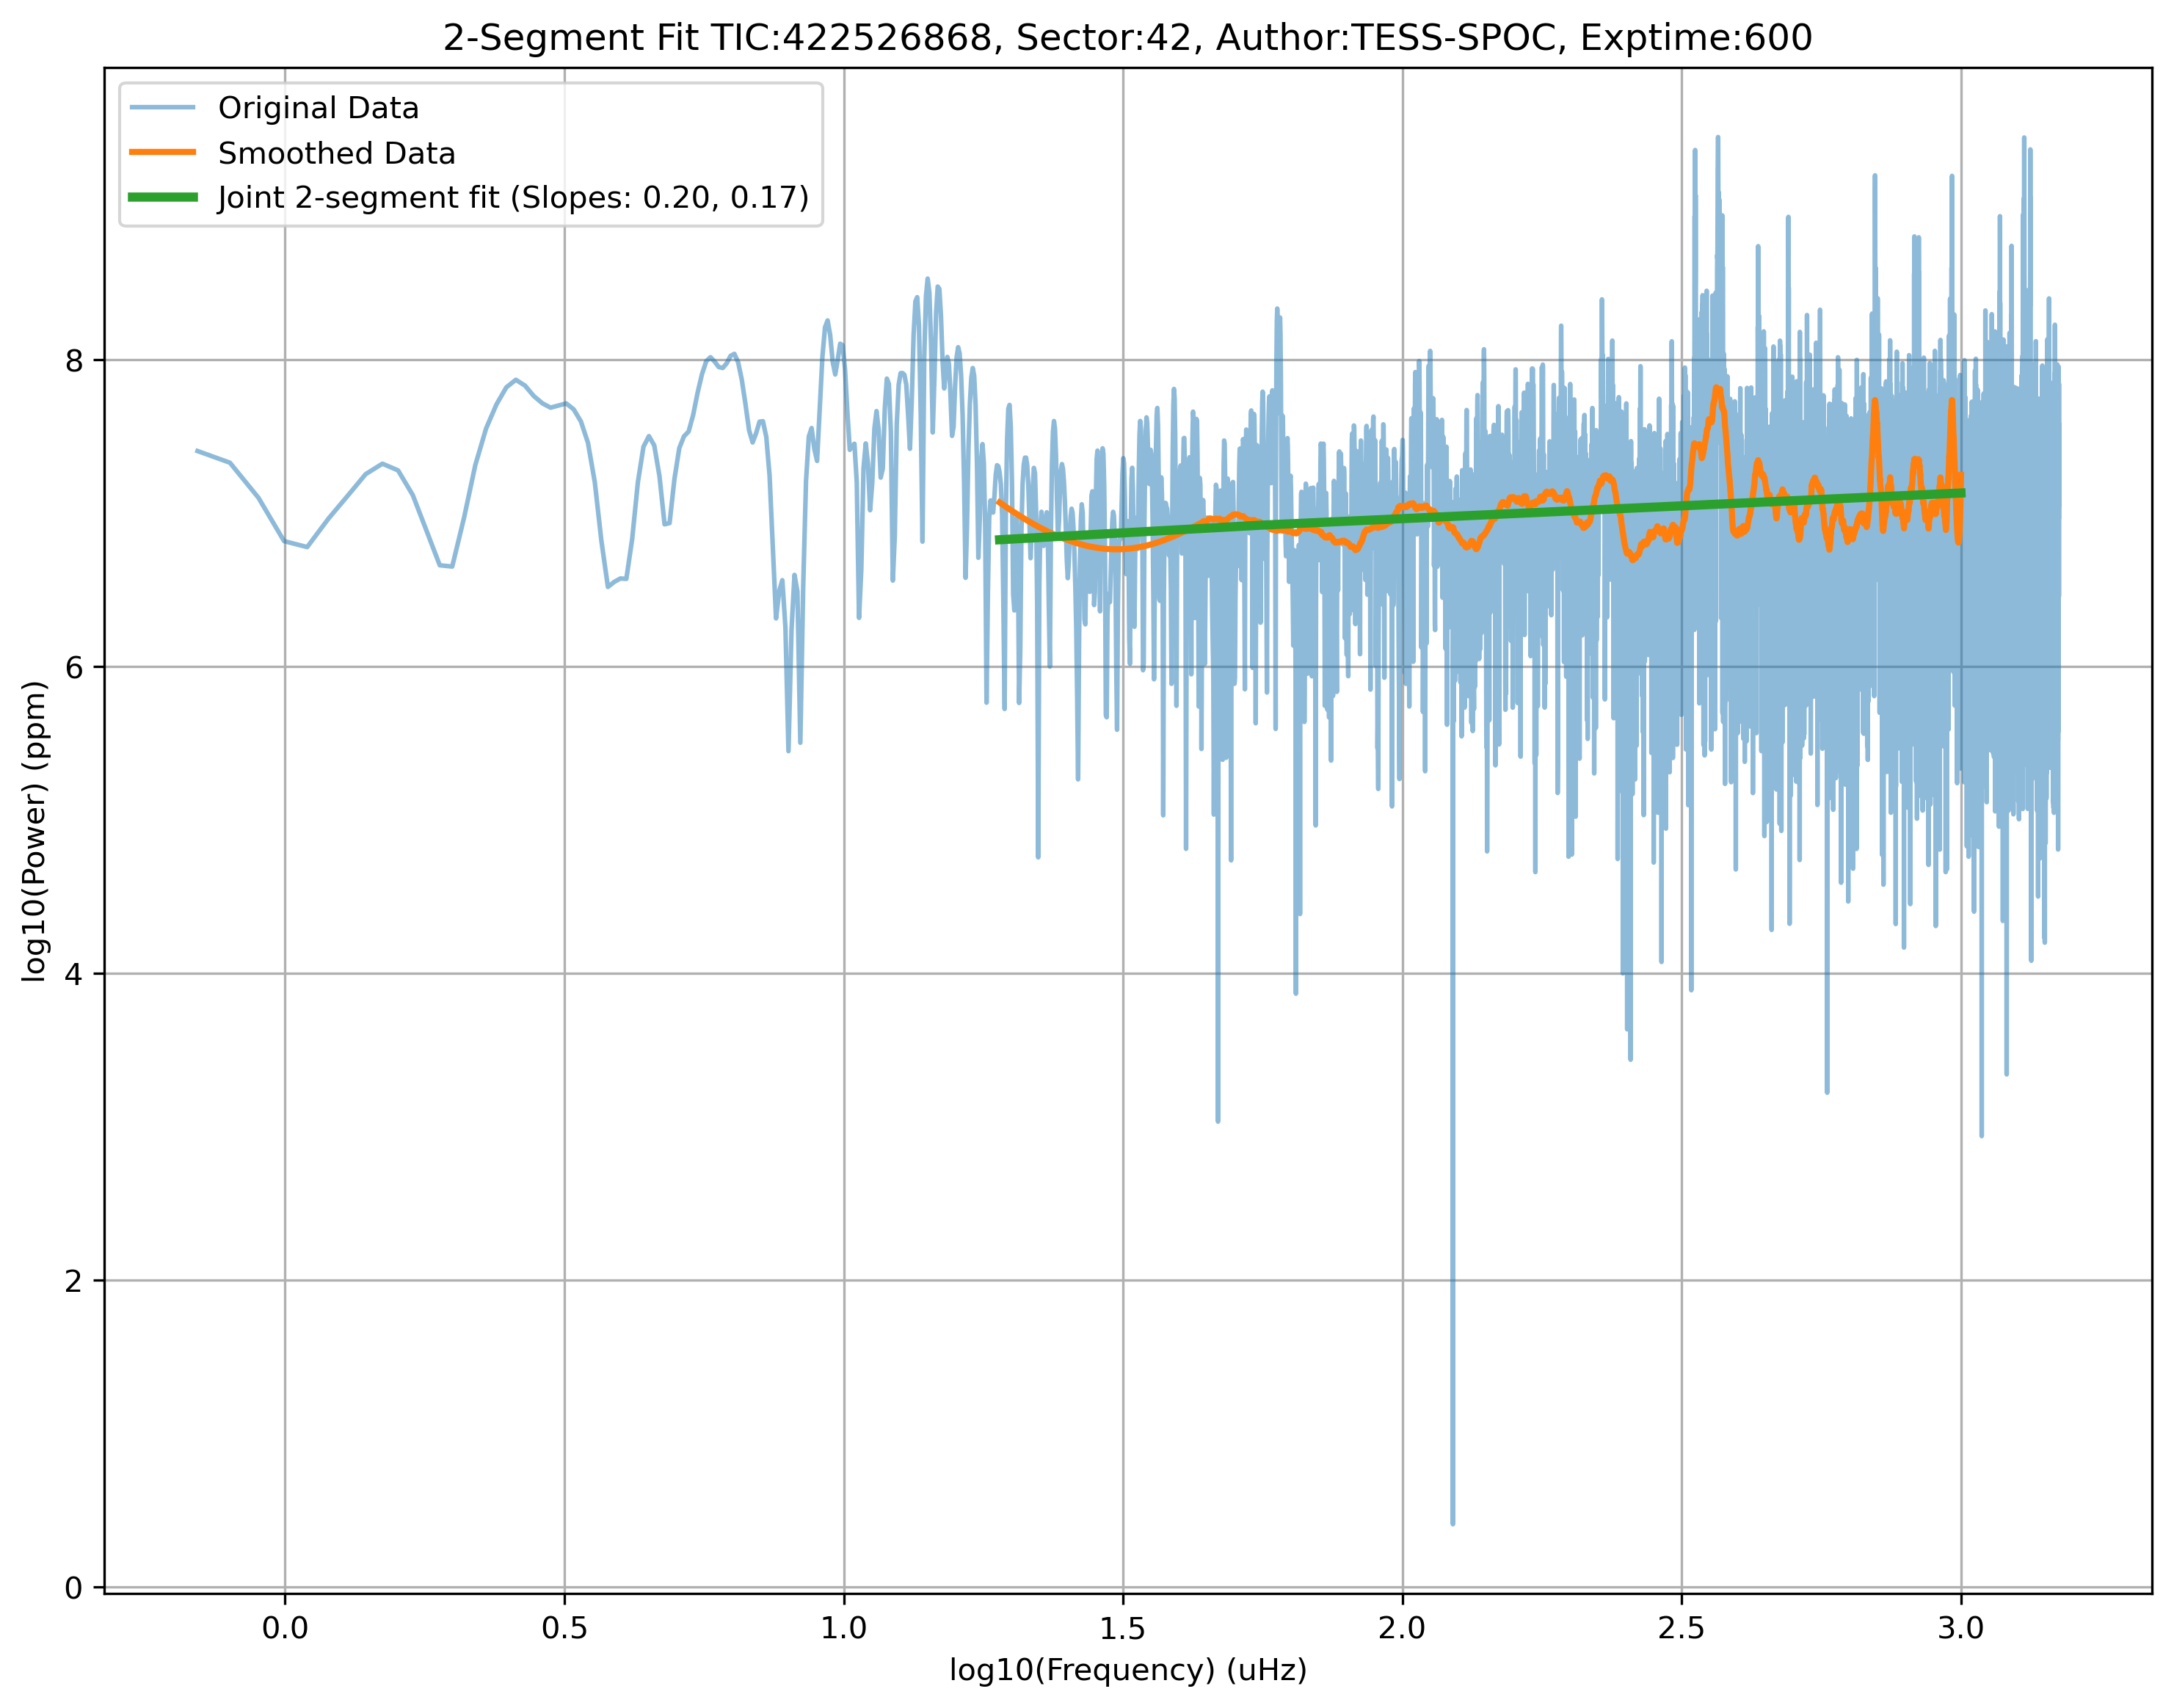 2-Segment Fit TIC:422526868, Sector:42, Author:TESS-SPOC, Exptime:600
Original Data
Smoothed Data
Joint 2-segment fit (Slopes: 0.20, 0.17)
log10(Power) (ppm)
8
6
4
2
0
0.0 0.5 1.0 1.5 2.0 2.5 3.0
log10(Frequency) (uHz)